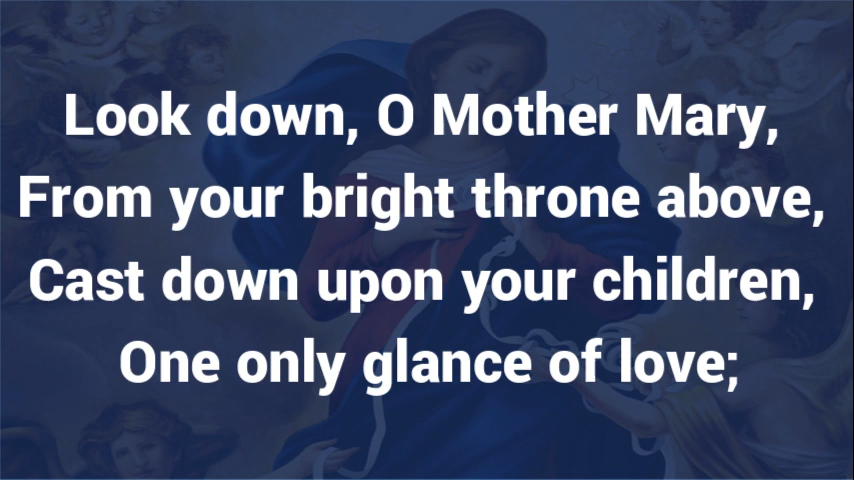 Look down, O Mother Mary,
From your bright throne above,
Cast down upon your children,
One only glance of love;